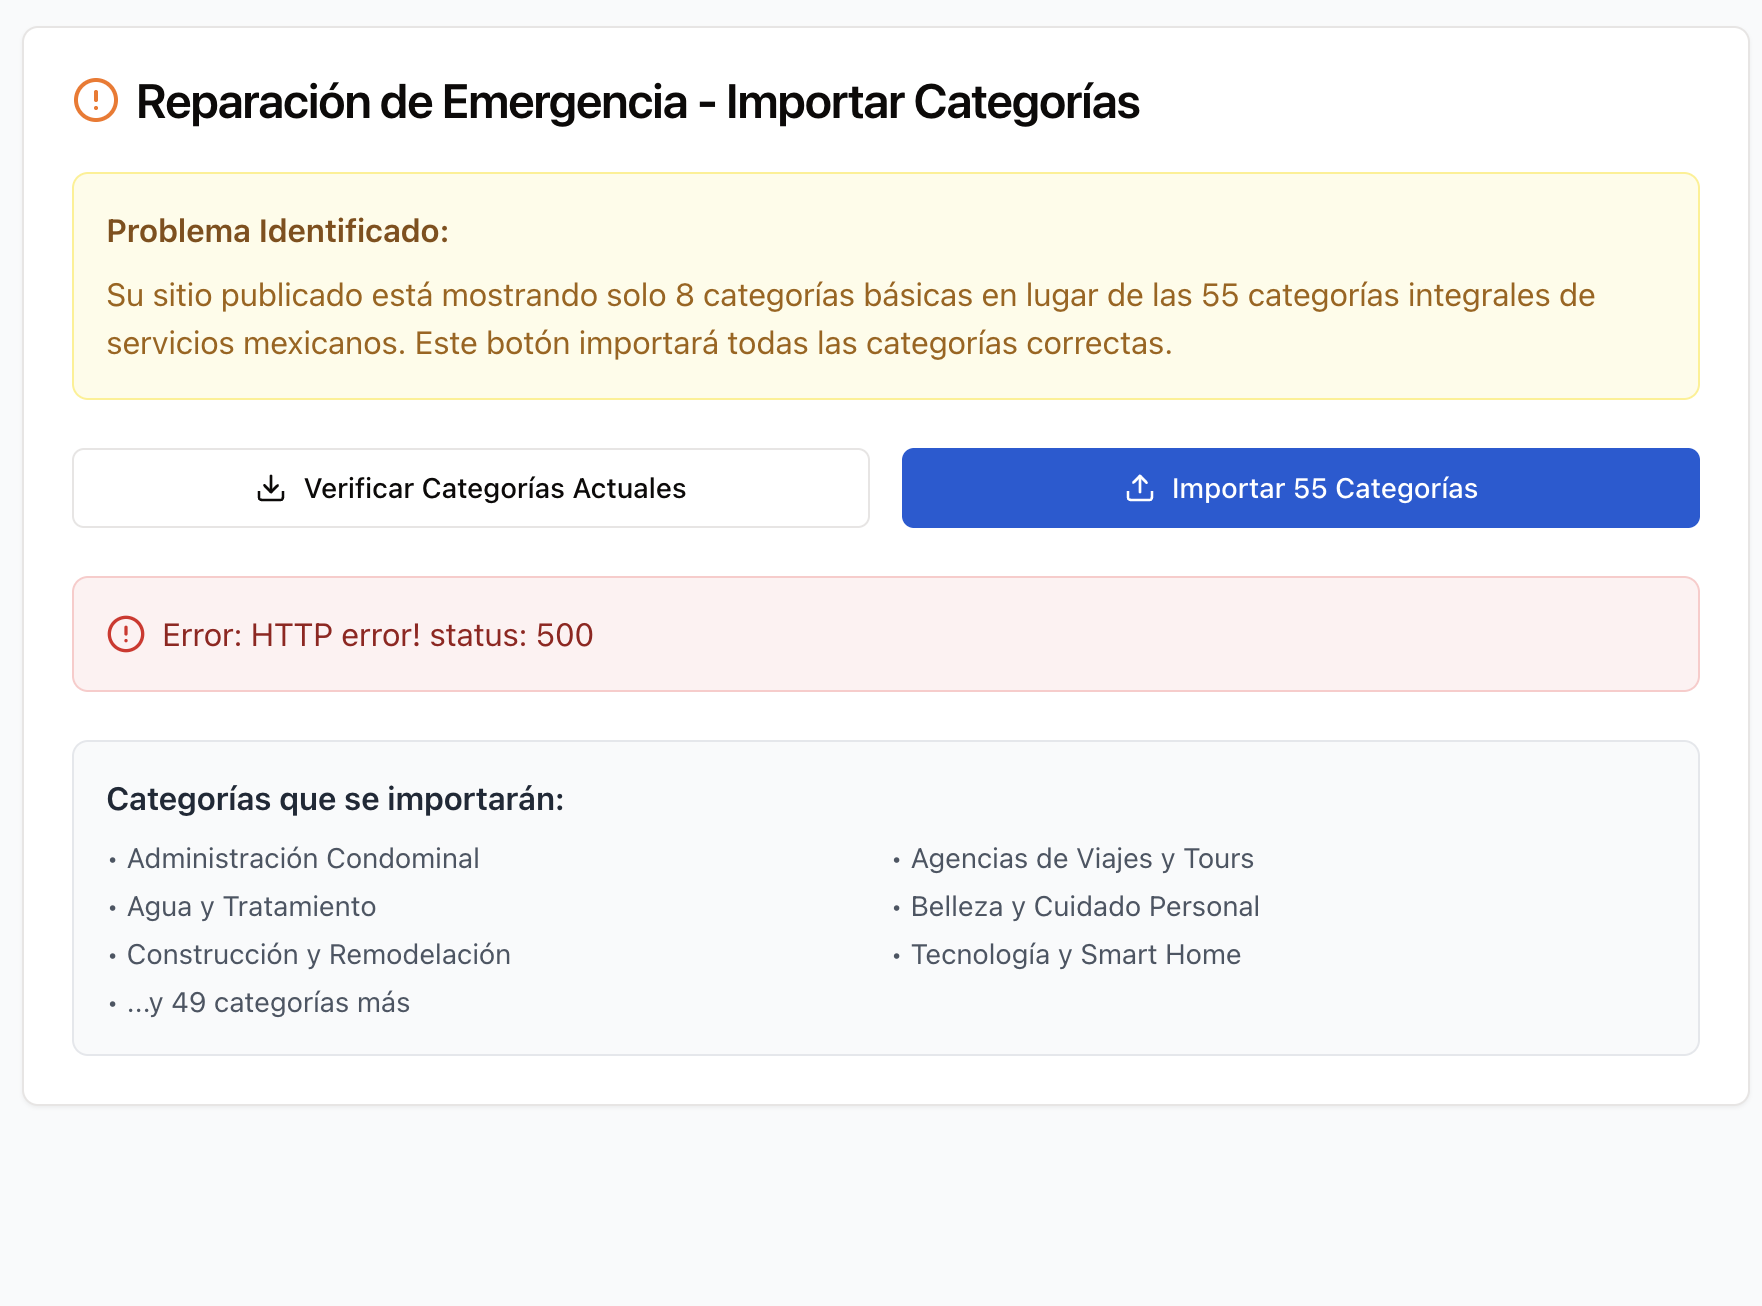 Reparación de Emergencia - Importar Categorías
Problema Identificado:
Su sitio publicado está mostrando solo 8 categorías básicas en lugar de las 55 categorías integrales de
servicios mexicanos. Este botón importará todas las categorías correctas.
Verificar Categorías Actuales
Importar 55 Categorías
Error: HTTP error! status: 500
Categorías que se importarán:
• Administración Condominal
• Agencias de Viajes y Tours
• Agua y Tratamiento
• Belleza y Cuidado Personal
• Construcción y Remodelación
• Tecnología y Smart Home
• ...y 49 categorías más